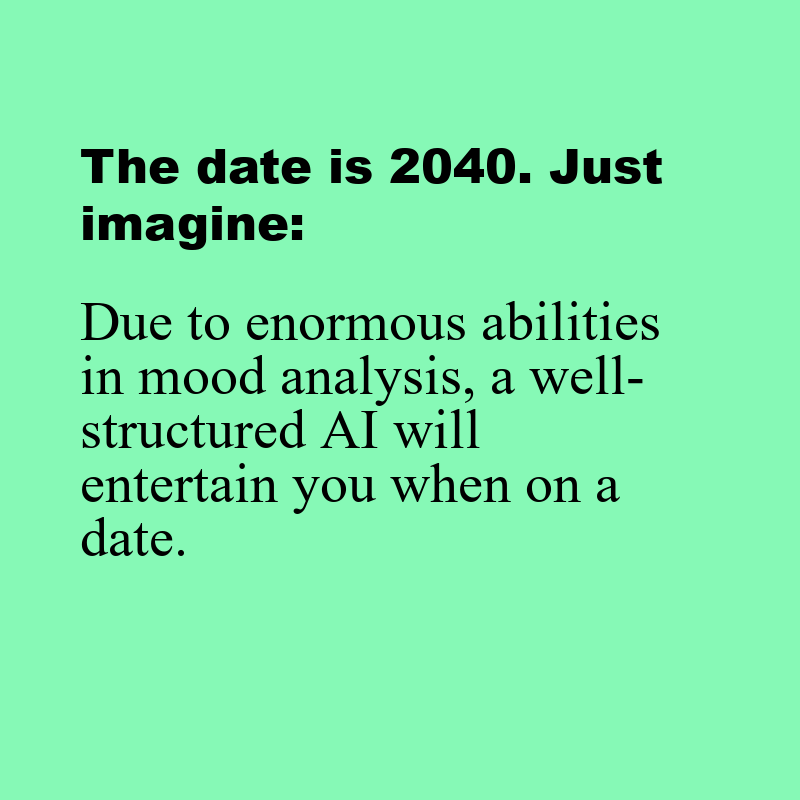 The date is 2040. Just
imagine:
Due to enormous abilities
in mood analysis, a well-
structured AI will
entertain you when on a
date.